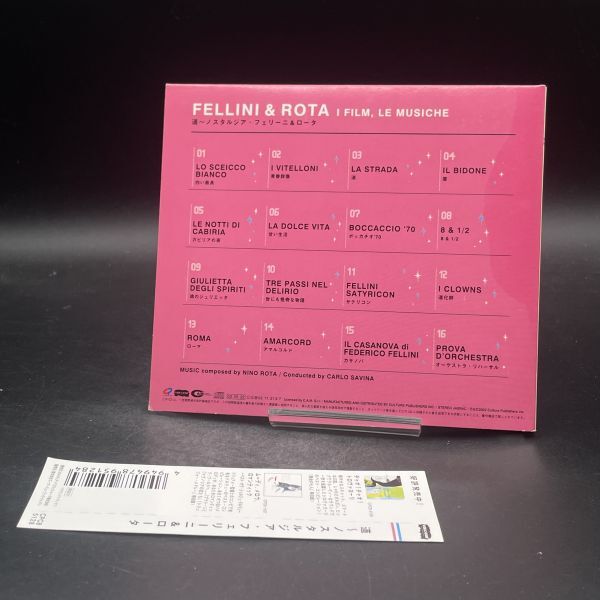 FELLINI & ROTA I FILM, LE MUSICHE
道〜ノスタルジア・フェリーニ&ロータ
01
LO SCEICCO
BIANCO
白い酋長
02
I VITELLONI
青春群像
03
LA STRADA
道
04
IL BIDONE
崖
05
LE NOTTI DI
CABIRIA
カビリアの夜
06
LA DOLCE VITA
甘い生活
07
BOCCACCIO '70
ボッカチオ'70
08
8 & 1/2
8 & 1/2
09
GIULIETTA
DEGLI SPIRITI
魂のジュリエッタ
10
TRE PASSI NEL
DELIRIO
世にも怪奇な物語
11
FELLINI
SATYRICON
サテリコン
12
I CLOWNS
道化師
13
ROMA
ローマ
14
AMARCORD
アマルコルド
15
IL CASANOVA di
FEDERICO FELLINI
カサノバ
16
PROVA
D'ORCHESTRA
オーケストラ・リハーサル
MUSIC composed by NINO ROTA / Conducted by CARLO SAVINA
道〜ノスタルジア・フェリーニ&ロータ
4 949478 951284
CPC8
5128